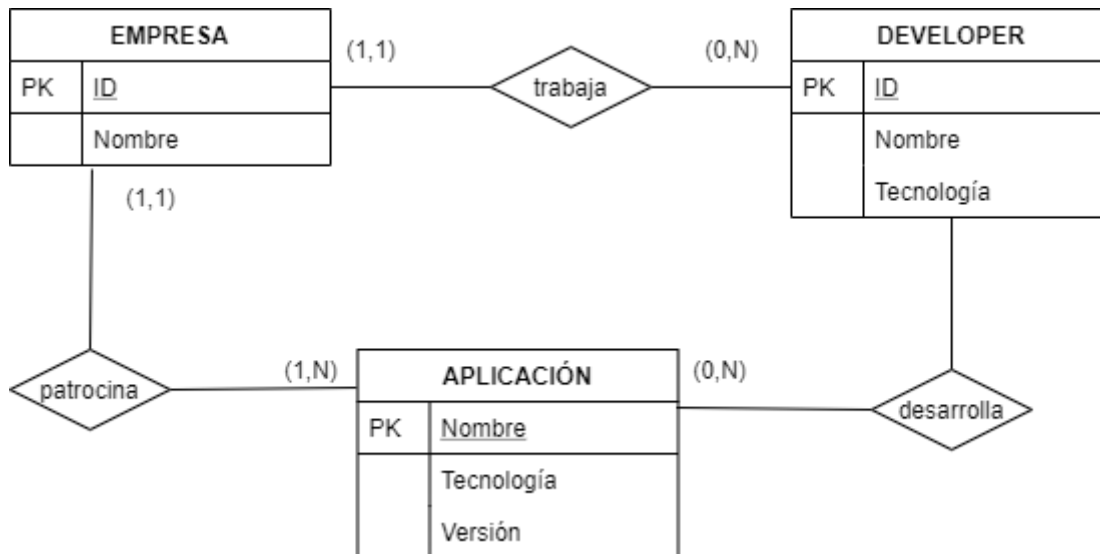 EMPRESA
PK ID
Nombre
(1,1)
trabaja
(0,N)
DEVELOPER
PK ID
Nombre
Tecnología
(1,1)
patrocina
(1,N)
APLICACIÓN
PK Nombre
Tecnología
Versión
(0,N)
desarrolla